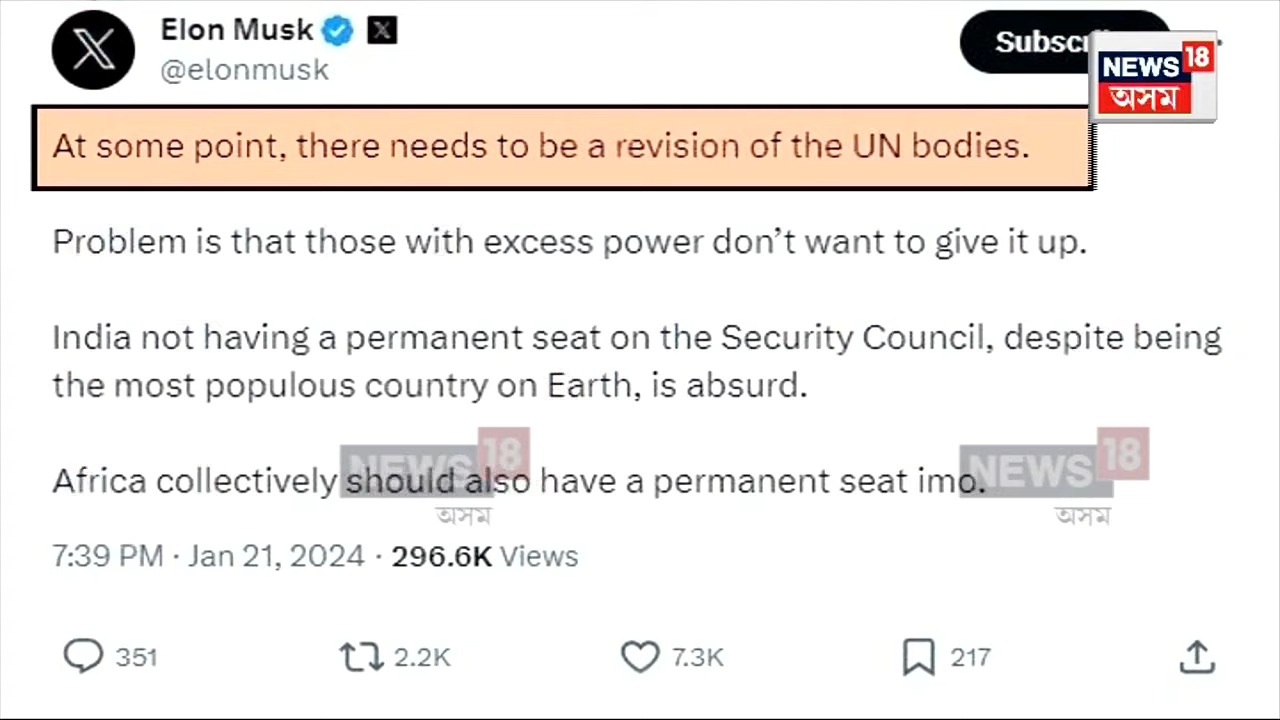 Elon Musk
@elonmusk
Subscri
NEWS 18
অসম
At some point, there needs to be a revision of the UN bodies.
Problem is that those with excess power don’t want to give it up.
India not having a permanent seat on the Security Council, despite being
the most populous country on Earth, is absurd.
Africa collectively should also have a permanent seat imo.
NEWS 18
অসম
NEWS 18
অসম
7:39 PM · Jan 21, 2024 · 296.6K Views
351
2.2K
7.3K
217